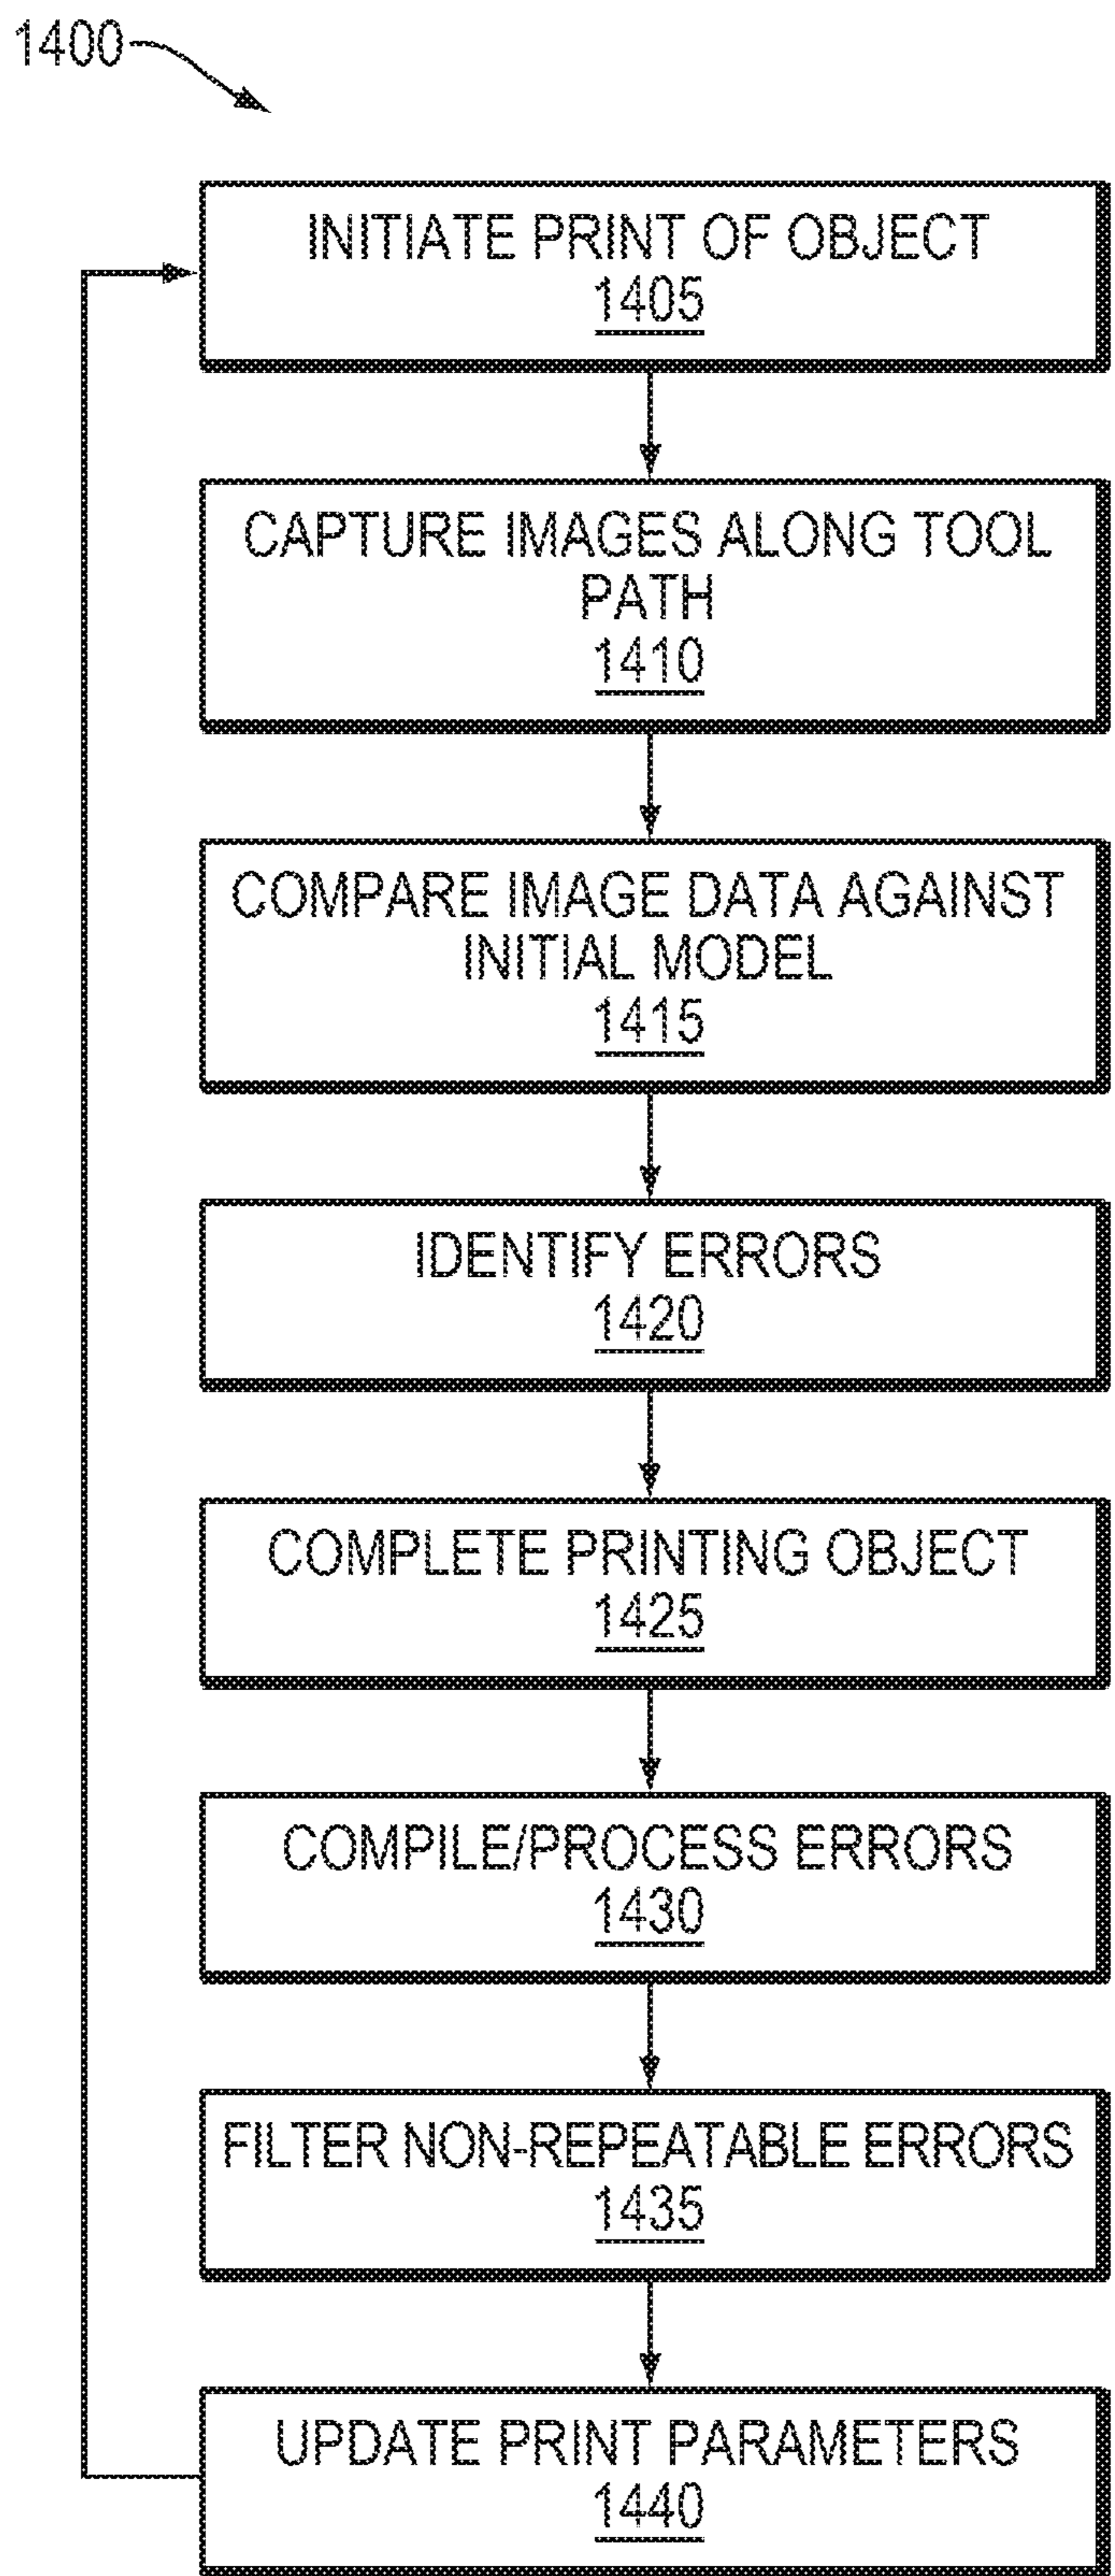 1400
INITIATE PRINT OF OBJECT
1405
CAPTURE IMAGES ALONG TOOL
PATH
1410
COMPARE IMAGE DATA AGAINST
INITIAL MODEL
1415
IDENTIFY ERRORS
1420
COMPLETE PRINTING OBJECT
1425
COMPILE/PROCESS ERRORS
1430
FILTER NON-REPEATABLE ERRORS
1435
UPDATE PRINT PARAMETERS
1440